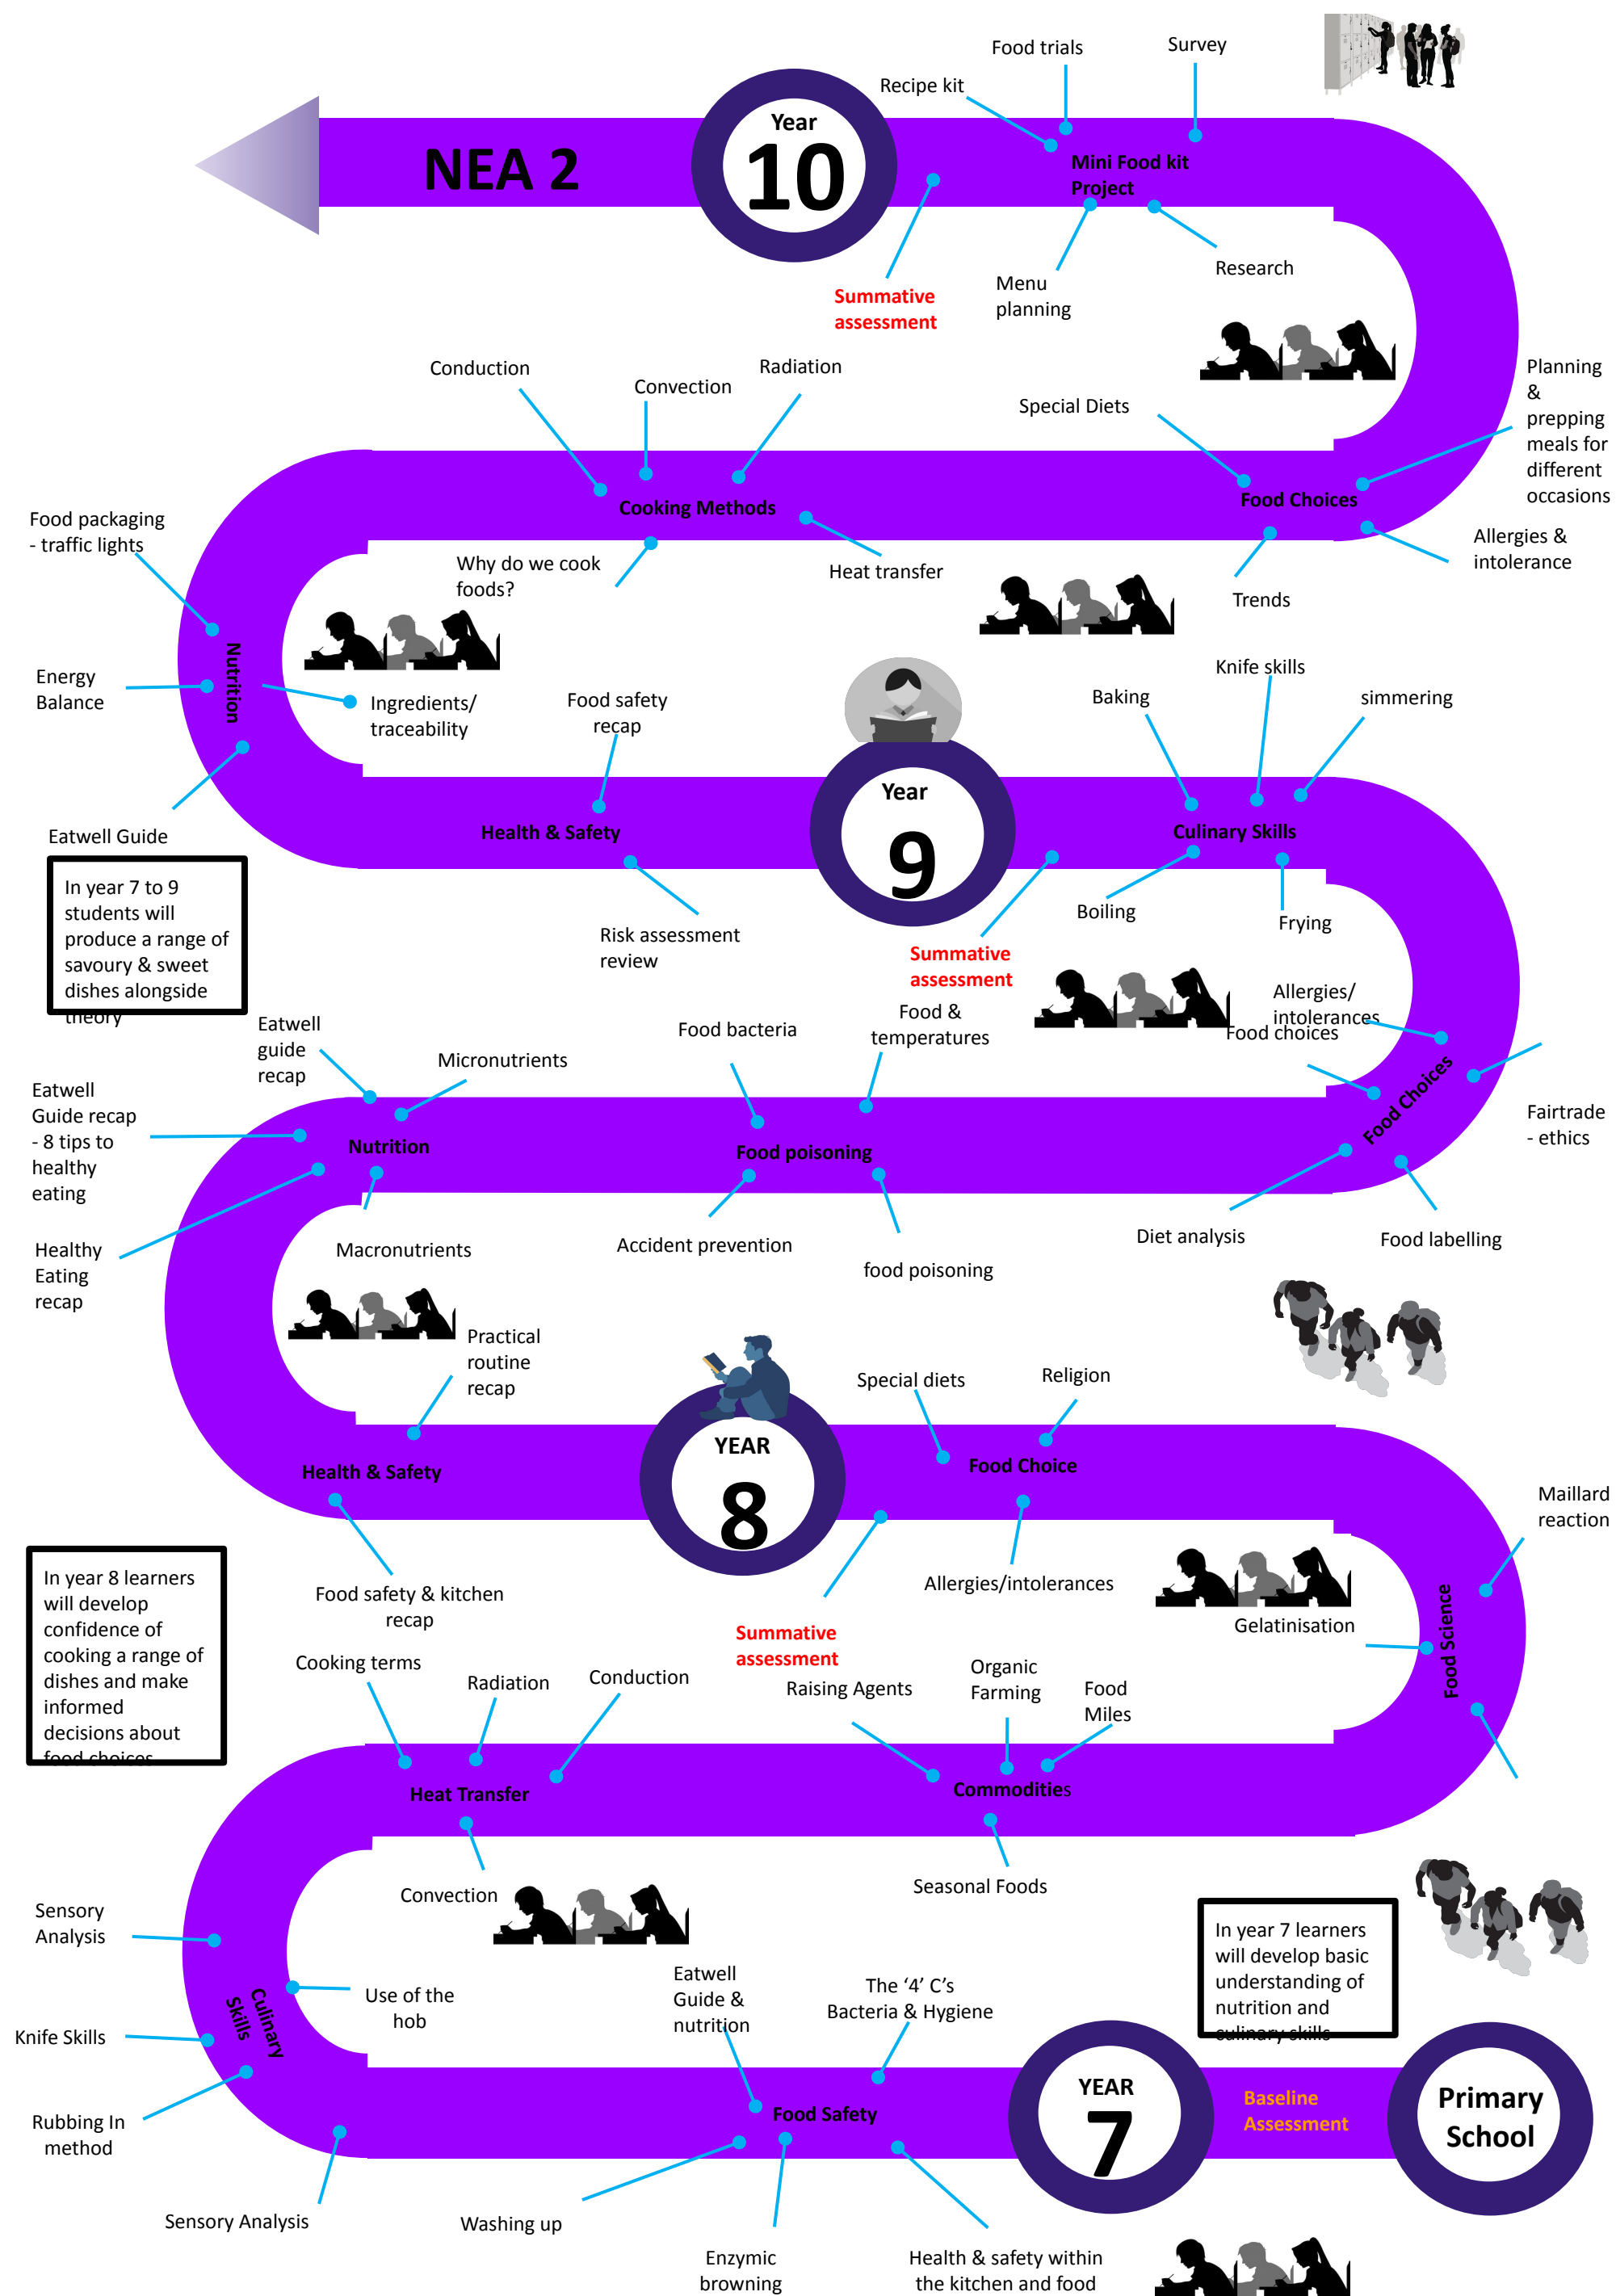 Food trials
Survey
Recipe kit
Year
10
NEA 2
Mini Food kit
Project
Research
Menu
planning
Summative
assessment
Conduction
Convection
Radiation
Special Diets
Planning
&
prepping
meals for
different
occasions
Cooking Methods
Food Choices
Food packaging
- traffic lights
Why do we cook
foods?
Heat transfer
Allergies &
intolerance
Trends
Nutrition
Energy
Balance
Ingredients/
traceability
Food safety
recap
Baking
Knife skills
simmering
Year
9
Health & Safety
Culinary Skills
Eatwell Guide
In year 7 to 9
students will
produce a range of
savoury & sweet
dishes alongside
theory
Risk assessment
review
Boiling
Frying
Summative
assessment
Allergies/
intolerances
Food choices
Food &
temperatures
Food bacteria
Eatwell
guide
recap
Micronutrients
Eatwell
Guide recap
- 8 tips to
healthy
eating
Nutrition
Food poisoning
Food Choices
Fairtrade
- ethics
Healthy
Eating
recap
Macronutrients
Accident prevention
food poisoning
Diet analysis
Food labelling
Practical
routine
recap
Special diets
Religion
YEAR
8
Health & Safety
Food Choice
Maillard
reaction
In year 8 learners
will develop
confidence of
cooking a range of
dishes and make
informed
decisions about
food choices
Food safety & kitchen
recap
Allergies/intolerances
Summative
assessment
Gelatinisation
Food Science
Cooking terms
Radiation
Conduction
Raising Agents
Organic
Farming
Food
Miles
Heat Transfer
Commodities
Convection
Seasonal Foods
Sensory
Analysis
Use of the
hob
Culinary
Skills
Knife Skills
Rubbing In
method
Sensory Analysis
Eatwell
Guide &
nutrition
The ‘4’ C’s
Bacteria & Hygiene
In year 7 learners
will develop basic
understanding of
nutrition and
culinary skills
Food Safety
YEAR
7
Baseline
Assessment
Primary
School
Washing up
Enzymic
browning
Health & safety within
the kitchen and food